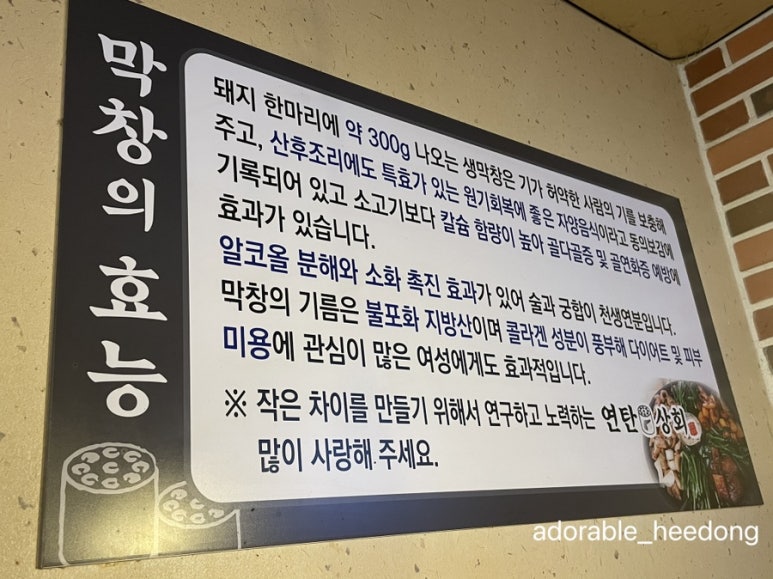 막창의 효능
돼지 한마리에 약 300g 나오는 생막창은 기가 허약한 사람의 기를 보충해
주고, 산후조리에도 특효가 있는 원기회복에 좋은 자양음식이라고 동의보감에
기록되어 있고 소고기보다 칼슘 함량이 높아 골다골증 및 골연화증 예방에
효과가 있습니다.
알코올 분해와 소화 촉진 효과가 있어 술과 궁합이 천생연분입니다.
막창의 기름은 불포화 지방산이며 콜라겐 성분이 풍부해 다이어트 및 피부
미용에 관심이 많은 여성에게도 효과적입니다.
※ 작은 차이를 만들기 위해서 연구하고 노력하는 연탄상회
많이 사랑해 주세요.
adorable_heedong